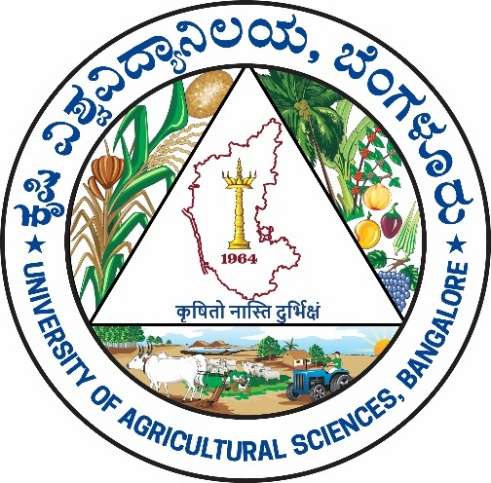 ಕೃಷಿ ವಿಶ್ವವಿದ್ಯಾನಿಲಯ, ಬೆಂಗಳೂರು
1964
कृषितो नास्ति दुर्भिक्षं
UNIVERSITY OF AGRICULTURAL SCIENCES, BANGALORE